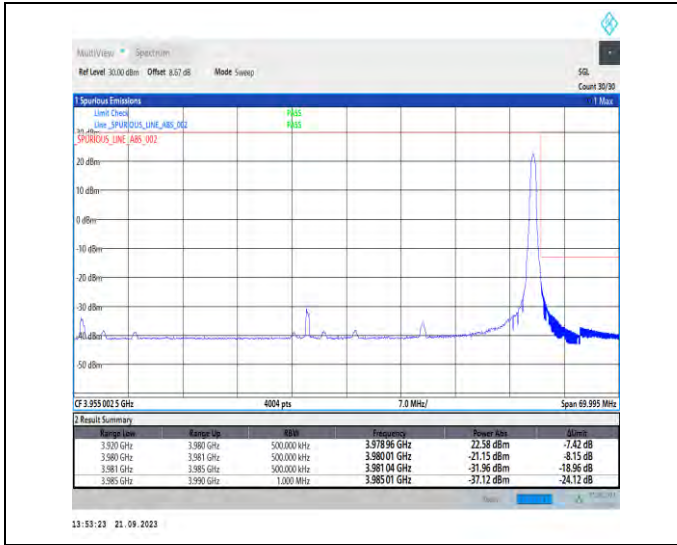 MultiView Spectrum
Ref Level 30.00 dBm Offset 8.67 dB Mode Sweep SGL
Count 30/30
1 Spurious Emissions 1 Max
Limit Check PASS
Line _SPURIOUS_LINE_ABS_002 PASS
_SPURIOUS_LINE_ABS_002
20 dBm
10 dBm
0 dBm
-10 dBm
-20 dBm
-30 dBm
-40 dBm
-50 dBm
CF 3.955 002 5 GHz 4004 pts 7.0 MHz/ Span 69.995 MHz
2 Result Summary
Range Low Range Up RBW Frequency Power Abs ΔLimit
3.920 GHz 3.980 GHz 500.000 kHz 3.978 96 GHz 22.58 dBm -7.42 dB
3.980 GHz 3.981 GHz 500.000 kHz 3.980 01 GHz -21.15 dBm -8.15 dB
3.981 GHz 3.985 GHz 500.000 kHz 3.981 04 GHz -31.96 dBm -18.96 dB
3.985 GHz 3.990 GHz 1.000 MHz 3.985 01 GHz -37.12 dBm -24.12 dB
13:53:23 21.09.2023